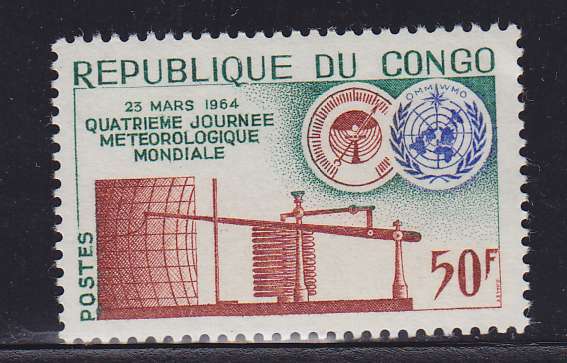 REPUBLIQUE DU CONGO
23 MARS 1964
QUATRIEME JOURNEE
METEOROLOGIQUE
MONDIALE
OMM WMO
POSTES
50F